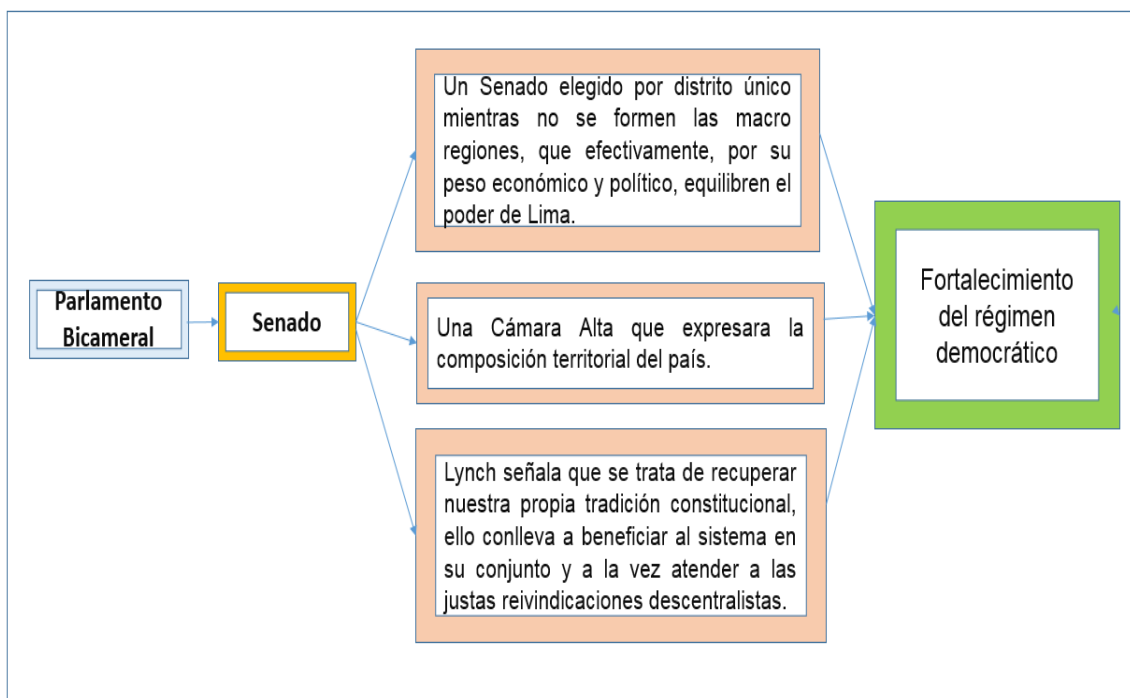 Parlamento
Bicameral
Senado
Un Senado elegido por distrito único
mientras no se formen las macro
regiones, que efectivamente, por su
peso económico y político, equilibren el
poder de Lima.
Una Cámara Alta que expresara la
composición territorial del país.
Lynch señala que se trata de recuperar
nuestra propia tradición constitucional,
ello conlleva a beneficiar al sistema en
su conjunto y a la vez atender a las
justas reivindicaciones descentralistas.
Fortalecimiento
del régimen
democrático